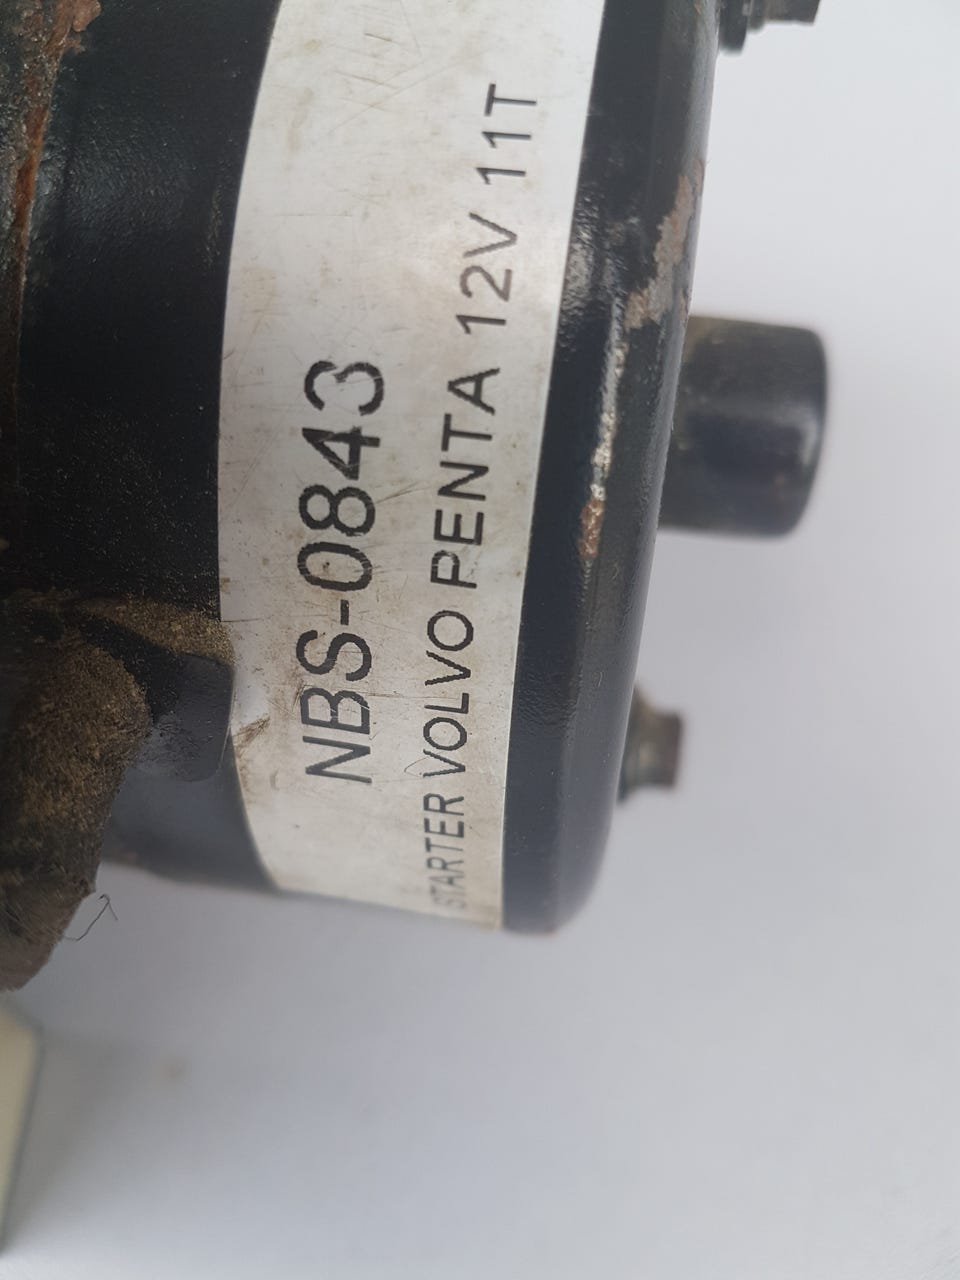 NBS-0843
STARTER VOLVO PENTA 12V 11T